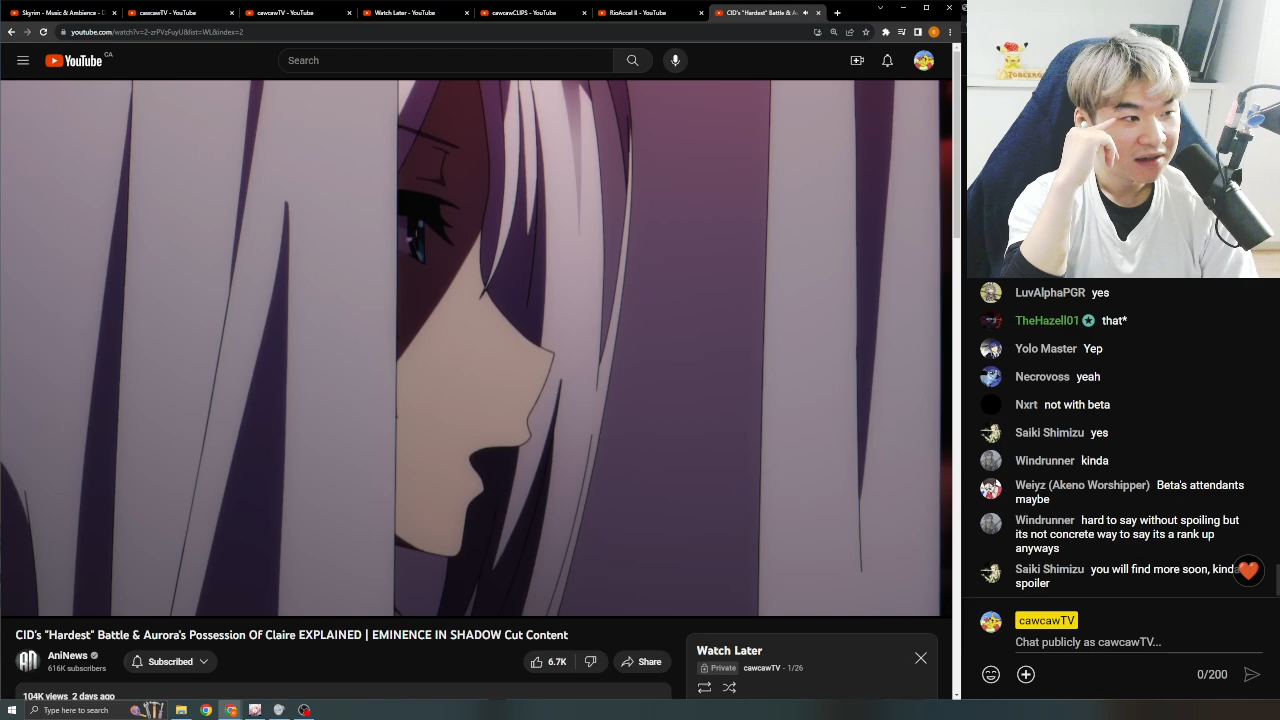 Skyrim - Music & Ambience - D
cawcawTV - YouTube
cawcawTV - YouTube
Watch Later - YouTube
cawcawCLIPS - YouTube
RioAccel II - YouTube
CID's "Hardest" Battle & A
youtube.com/watch?v=2-zrPVzFuyU&list=WL&index=2
YouTube CA
Search
TOBLERO
LuvAlphaPGR yes
TheHazell01 that*
Yolo Master Yep
Necrovoss yeah
Nxrt not with beta
Saiki Shimizu yes
Windrunner kinda
Weiyz (Akeno Worshipper) Beta's attendants
maybe
Windrunner hard to say without spoiling but
its not concrete way to say its a rank up
anyways
Saiki Shimizu you will find more soon, kinda
spoiler
cawcawTV
Chat publicly as cawcawTV...
0/200
CID's "Hardest" Battle & Aurora's Possession Of Claire EXPLAINED | EMINENCE IN SHADOW Cut Content
AN
AniNews
616K subscribers
Subscribed
6.7K
Share
Watch Later
Private cawcawTV - 1/26
104K views 2 days ago
Type here to search